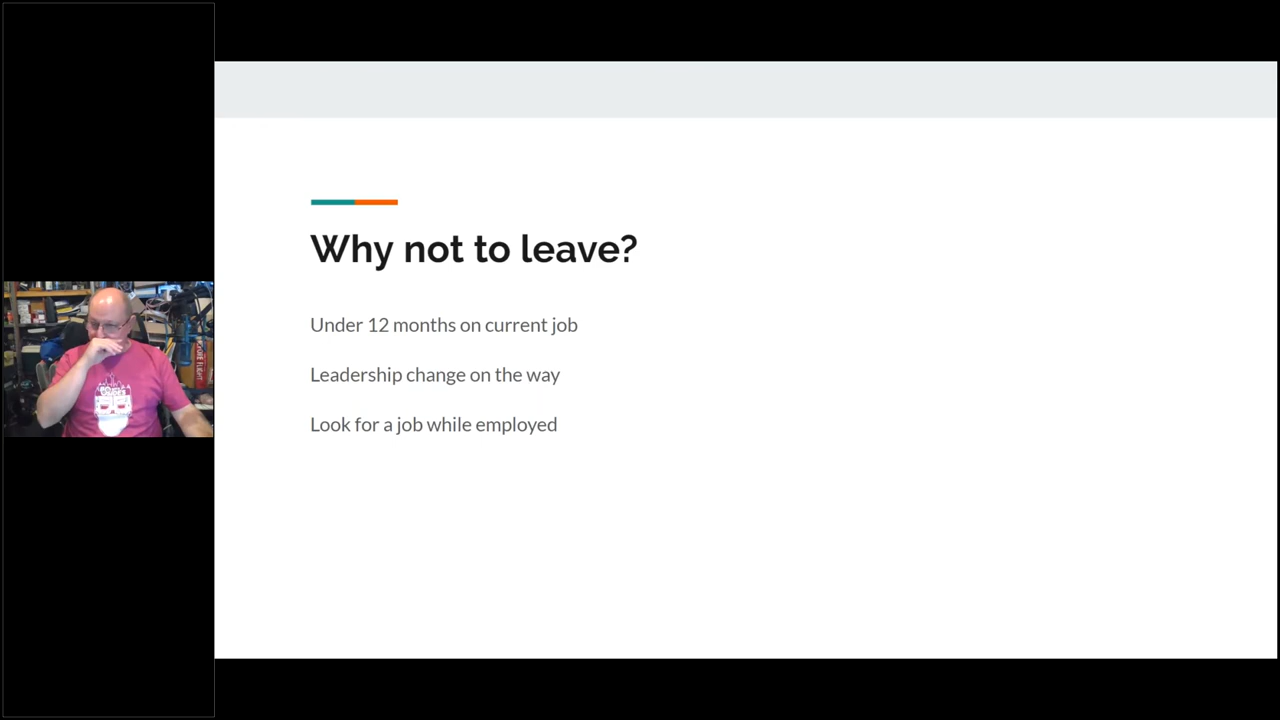 Why not to leave?
Under 12 months on current job
Leadership change on the way
Look for a job while employed